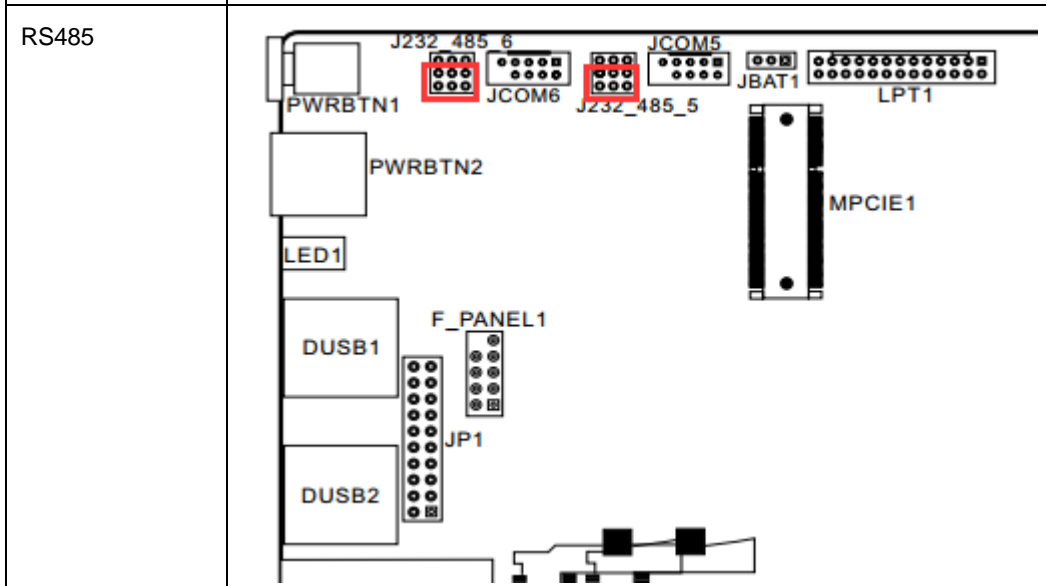 RS485
J232_485_6
JCOM5
PWRBTN1
JCOM6
J232_485_5
JBAT1
LPT1
PWRBTN2
MPCIE1
LED1
F_PANEL1
DUSB1
JP1
DUSB2